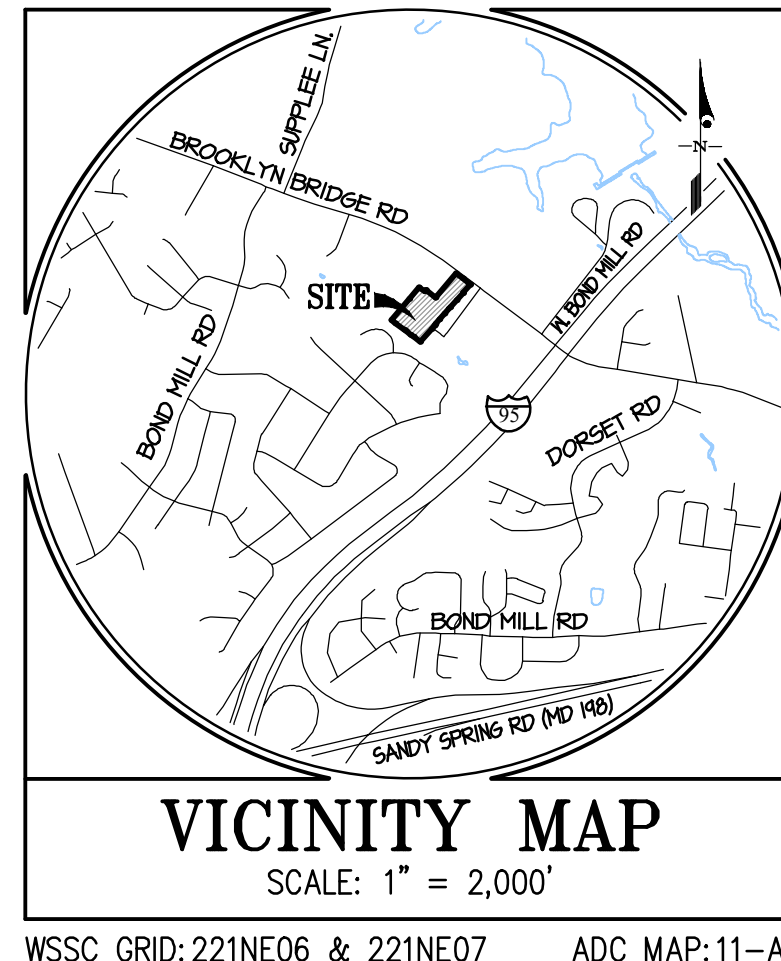 SUPPLEE LN.
BROOKLYN BRIDGE RD
N
W. BOND MILL RD
SITE
BOND MILL RD
95
DORSET RD
BOND MILL RD
SANDY SPRING RD (MD 198)
VICINITY MAP
SCALE: 1" = 2,000'
WSSC GRID: 221NE06 & 221NE07 ADC MAP: 11-A